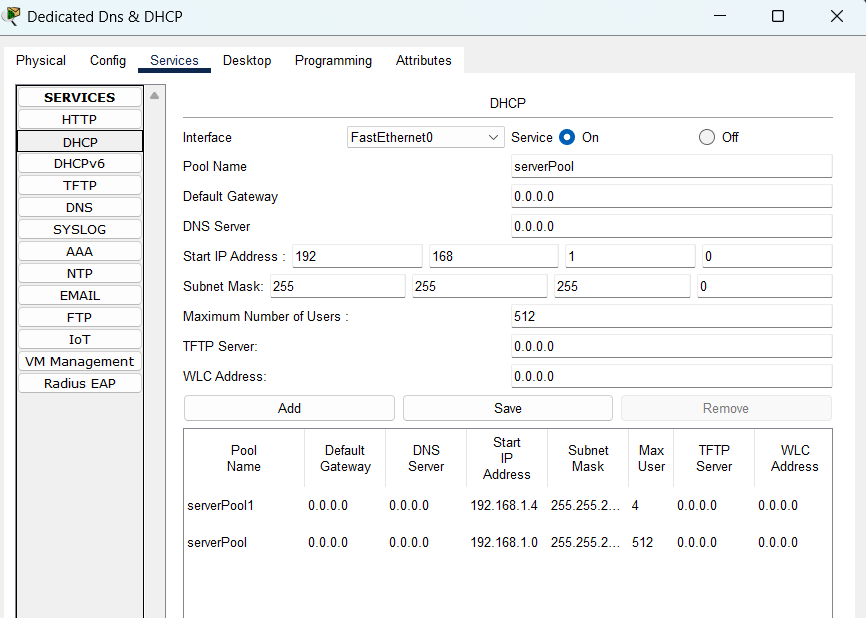 Dedicated Dns & DHCP
Physical Config Services Desktop Programming Attributes
SERVICES
HTTP
DHCP
DHCPv6
TFTP
DNS
SYSLOG
AAA
NTP
EMAIL
FTP
IoT
VM Management
Radius EAP
DHCP
Interface FastEthernet0 Service On Off
Pool Name serverPool
Default Gateway 0.0.0.0
DNS Server 0.0.0.0
Start IP Address : 192 168 1 0
Subnet Mask: 255 255 255 0
Maximum Number of Users : 512
TFTP Server: 0.0.0.0
WLC Address: 0.0.0.0
Add Save Remove
Pool Name Default Gateway DNS Server Start IP Address Subnet Mask Max User TFTP Server WLC Address
serverPool1 0.0.0.0 0.0.0.0 192.168.1.4 255.255.2... 4 0.0.0.0 0.0.0.0
serverPool 0.0.0.0 0.0.0.0 192.168.1.0 255.255.2... 512 0.0.0.0 0.0.0.0